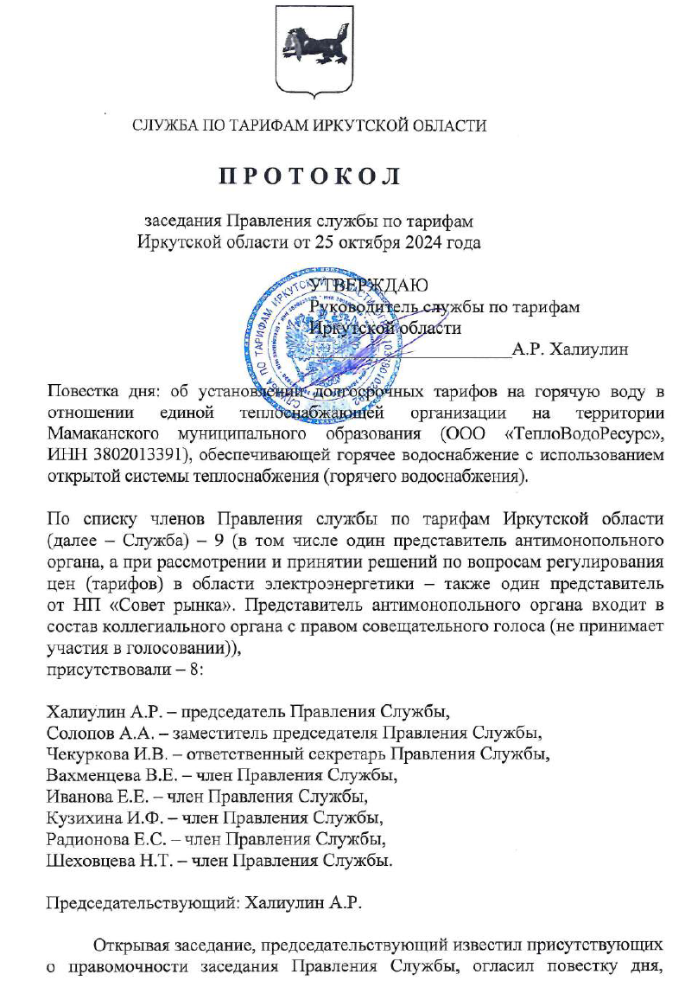 СЛУЖБА ПО ТАРИФАМ ИРКУТСКОЙ ОБЛАСТИ
П Р О Т О К О Л
заседания Правления службы по тарифам
Иркутской области от 25 октября 2024 года
УТВЕРЖДАЮ
Руководитель службы по тарифам
Иркутской области
____________________А.Р. Халиулин
Повестка дня: об установлении долгосрочных тарифов на горячую воду в
отношении единой теплоснабжающей организации на территории
Мамаканского муниципального образования (ООО «ТеплоВодоРесурс»,
ИНН 3802013391), обеспечивающей горячее водоснабжение с использованием
открытой системы теплоснабжения (горячего водоснабжения).
По списку членов Правления службы по тарифам Иркутской области
(далее – Служба) – 9 (в том числе один представитель антимонопольного
органа, а при рассмотрении и принятии решений по вопросам регулирования
цен (тарифов) в области электроэнергетики – также один представитель
от НП «Совет рынка». Представитель антимонопольного органа входит в
состав коллегиального органа с правом совещательного голоса (не принимает
участия в голосовании)),
присутствовали – 8:
Халиулин А.Р. – председатель Правления Службы,
Солопов А.А. – заместитель председателя Правления Службы,
Чекуркова И.В. – ответственный секретарь Правления Службы,
Вахменцева В.Е. – член Правления Службы,
Иванова Е.Е. – член Правления Службы,
Кузихина И.Ф. – член Правления Службы,
Радионова Е.С. – член Правления Службы,
Шеховцева Н.Т. – член Правления Службы.
Председательствующий: Халиулин А.Р.
Открывая заседание, председательствующий известил присутствующих
о правомочности заседания Правления Службы, огласил повестку дня,